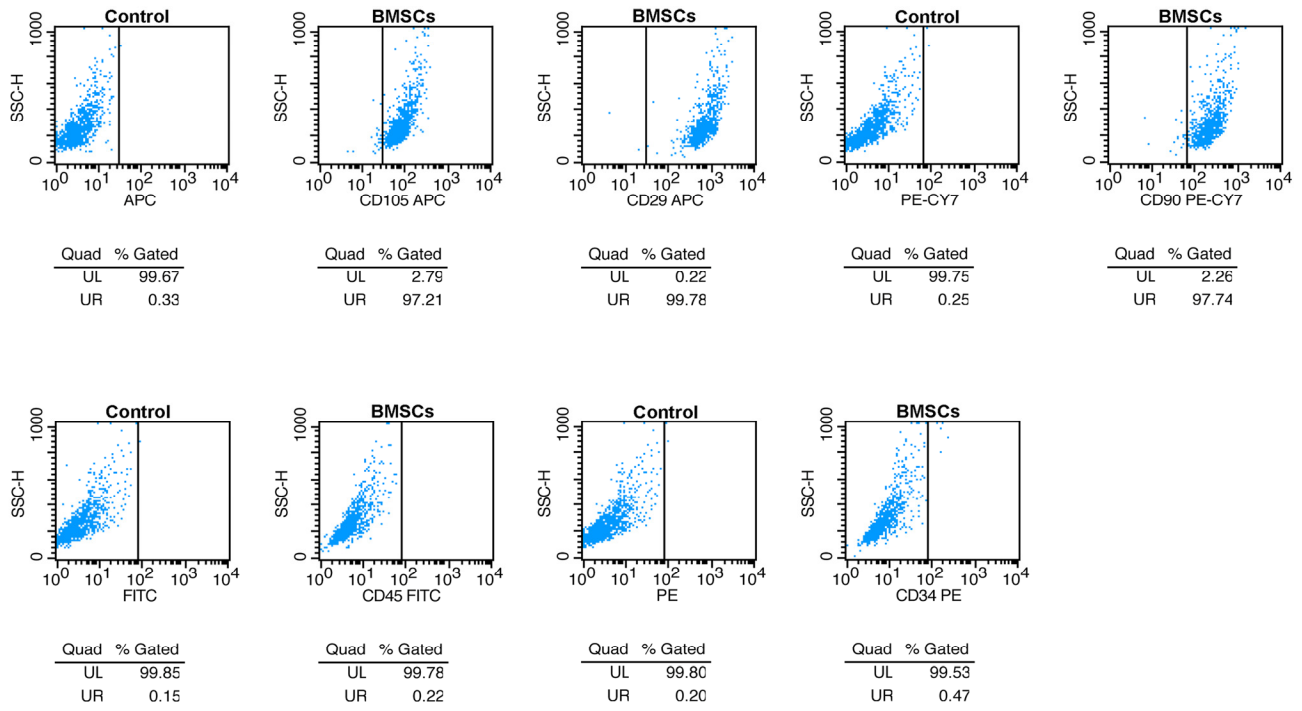 Control BMSCs BMSCs Control BMSCs
1000 1000 1000 1000 1000
SSC-H SSC-H SSC-H SSC-H SSC-H
0 0 0 0 0
10^0 10^1 10^2 10^3 10^4 10^0 10^1 10^2 10^3 10^4 10^0 10^1 10^2 10^3 10^4 10^0 10^1 10^2 10^3 10^4 10^0 10^1 10^2 10^3 10^4
APC CD105 APC CD29 APC PE-CY7 CD90 PE-CY7
Quad % Gated Quad % Gated Quad % Gated Quad % Gated Quad % Gated
UL 99.67 UL 2.79 UL 0.22 UL 99.75 UL 2.26
UR 0.33 UR 97.21 UR 99.78 UR 0.25 UR 97.74
Control BMSCs Control BMSCs
1000 1000 1000 1000
SSC-H SSC-H SSC-H SSC-H
0 0 0 0
10^0 10^1 10^2 10^3 10^4 10^0 10^1 10^2 10^3 10^4 10^0 10^1 10^2 10^3 10^4 10^0 10^1 10^2 10^3 10^4
FITC CD45 FITC PE CD34 PE
Quad % Gated Quad % Gated Quad % Gated Quad % Gated
UL 99.85 UL 99.78 UL 99.80 UL 99.53
UR 0.15 UR 0.22 UR 0.20 UR 0.47